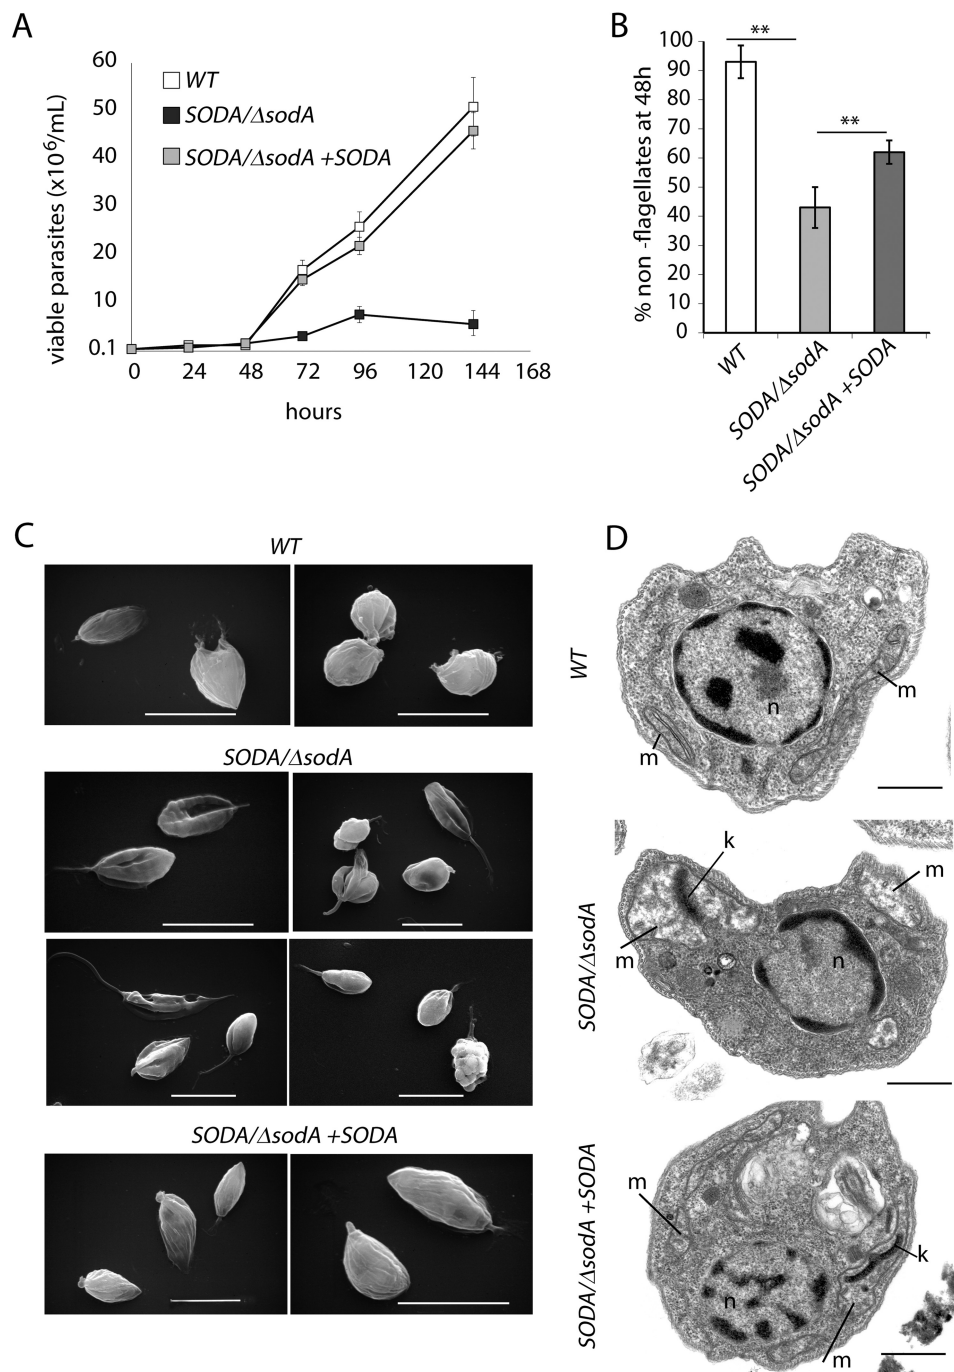 A
60
50
40
30
20
10
0.1
viable parasites (x10⁶/mL)
WT
SODA/ΔsodA
SODA/ΔsodA +SODA
0 24 48 72 96 120 144 168
hours
B
**
**
100
90
80
70
60
50
40
30
20
10
0
% non -flagellates at 48h
WT
SODA/ΔsodA
SODA/ΔsodA +SODA
C
WT
SODA/ΔsodA
SODA/ΔsodA +SODA
D
WT
n
m
m
SODA/ΔsodA
k
m
n
m
SODA/ΔsodA +SODA
m
k
n
m